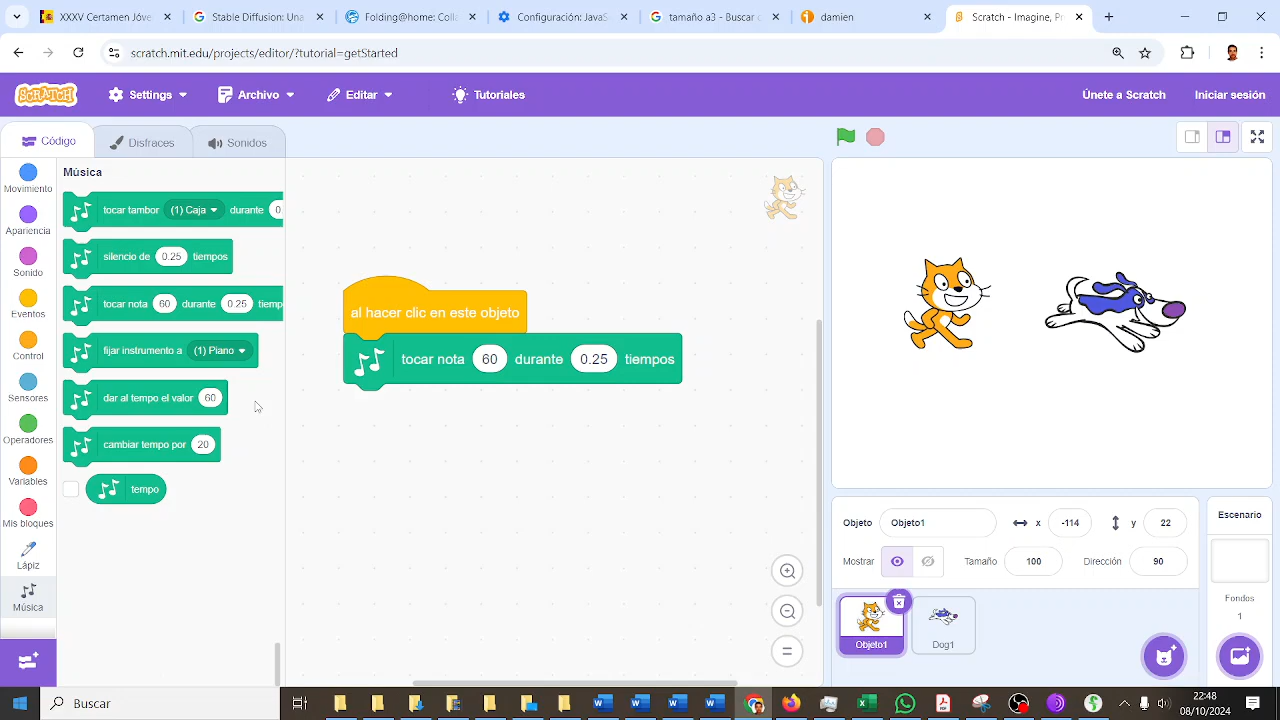 XXXV Certamen Jóve
Stable Diffusion: Una
Folding@home: Coll
Configuración: JavaS
tamaño a3 - Buscar c
damien
Scratch - Imagine, Pr
scratch.mit.edu/projects/editor/?tutorial=getStarted
SCRATCH
Settings
Archivo
Editar
Tutoriales
Únete a Scratch
Iniciar sesión
Código
Disfraces
Sonidos
Movimiento
Apariencia
Sonido
Eventos
Control
Sensores
Operadores
Variables
Mis bloques
Lápiz
Música
Música
tocar tambor (1) Caja durante 0.
silencio de 0.25 tiempos
tocar nota 60 durante 0.25 tiemp
fijar instrumento a (1) Piano
dar al tempo el valor 60
cambiar tempo por 20
tempo
al hacer clic en este objeto
tocar nota 60 durante 0.25 tiempos
Objeto Objeto1 x -114 y 22
Mostrar Tamaño 100 Dirección 90
Objeto1
Dog1
Escenario
Fondos
1
Buscar
22:48
08/10/2024